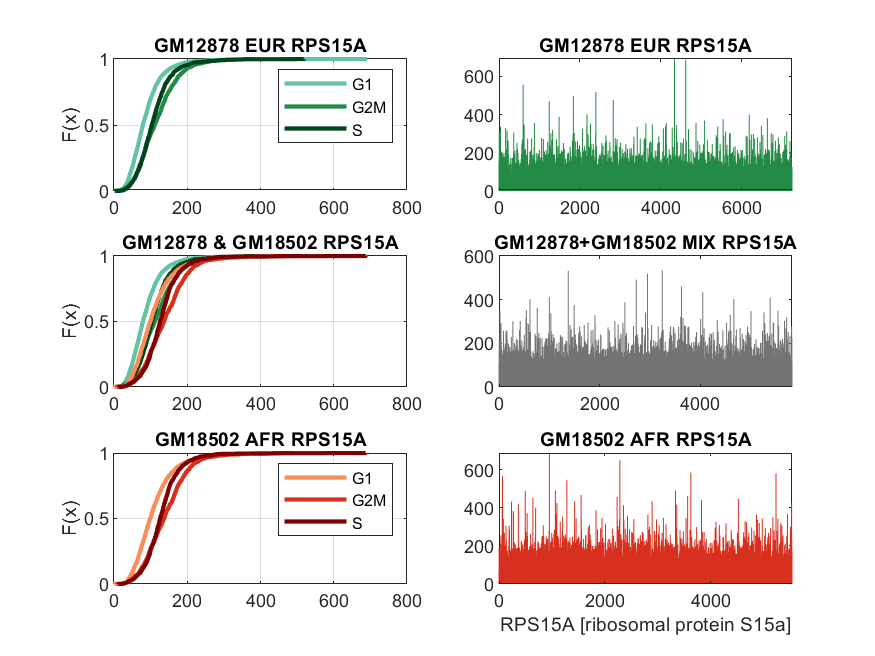 GM12878 EUR RPS15A
1
0.5
0
F(x)
0 200 400 600 800
G1
G2M
S
GM12878 EUR RPS15A
600
400
200
0
0 2000 4000 6000
GM12878 & GM18502 RPS15A
1
0.5
0
F(x)
0 200 400 600 800
GM12878+GM18502 MIX RPS15A
600
400
200
0
0 2000 4000
GM18502 AFR RPS15A
1
0.5
0
F(x)
0 200 400 600 800
G1
G2M
S
GM18502 AFR RPS15A
600
400
200
0
0 2000 4000
RPS15A [ribosomal protein S15a]